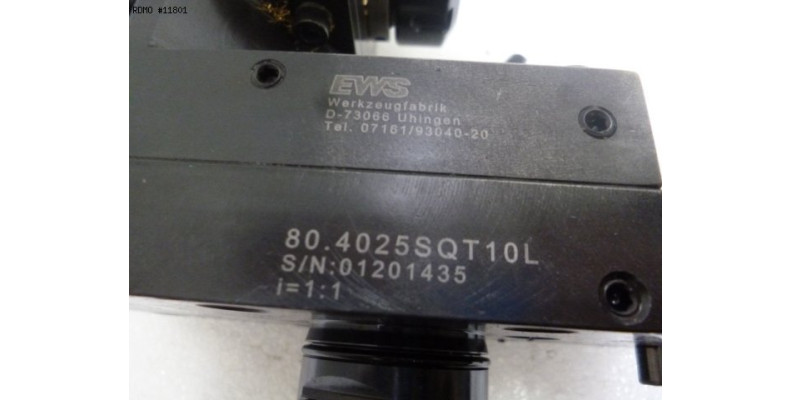 RDMO #11801
EWS
Werkzeugfabrik
D-73066 Uhingen
Tel. 07161/93040-20
80.4025SQT10L
S/N:01201435
i=1:1